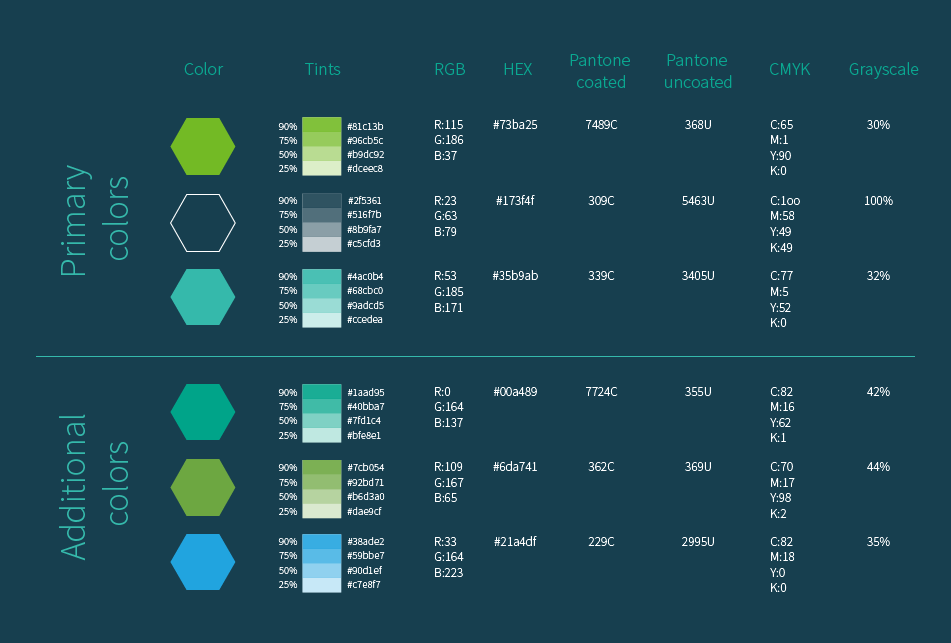 Color Tints RGB HEX Pantone coated Pantone uncoated CMYK Grayscale
Primary colors
90% #81c13b R:115 #73ba25 7489C 368U C:65 30%
75% #96cb5c G:186 M:1
50% #b9dc92 B:37 Y:90
25% #dceec8 K:0
90% #2f5361 R:23 #173f4f 309C 5463U C:1oo 100%
75% #516f7b G:63 M:58
50% #8b9fa7 B:79 Y:49
25% #c5cfd3 K:49
90% #4ac0b4 R:53 #35b9ab 339C 3405U C:77 32%
75% #68cbc0 G:185 M:5
50% #9adcd5 B:171 Y:52
25% #ccedea K:0
Additional colors
90% #1aad95 R:0 #00a489 7724C 355U C:82 42%
75% #40bba7 G:164 M:16
50% #7fd1c4 B:137 Y:62
25% #bfe8e1 K:1
90% #7cb054 R:109 #6da741 362C 369U C:70 44%
75% #92bd71 G:167 M:17
50% #b6d3a0 B:65 Y:98
25% #dae9cf K:2
90% #38ade2 R:33 #21a4df 229C 2995U C:82 35%
75% #59bbe7 G:164 M:18
50% #90d1ef B:223 Y:0
25% #c7e8f7 K:0